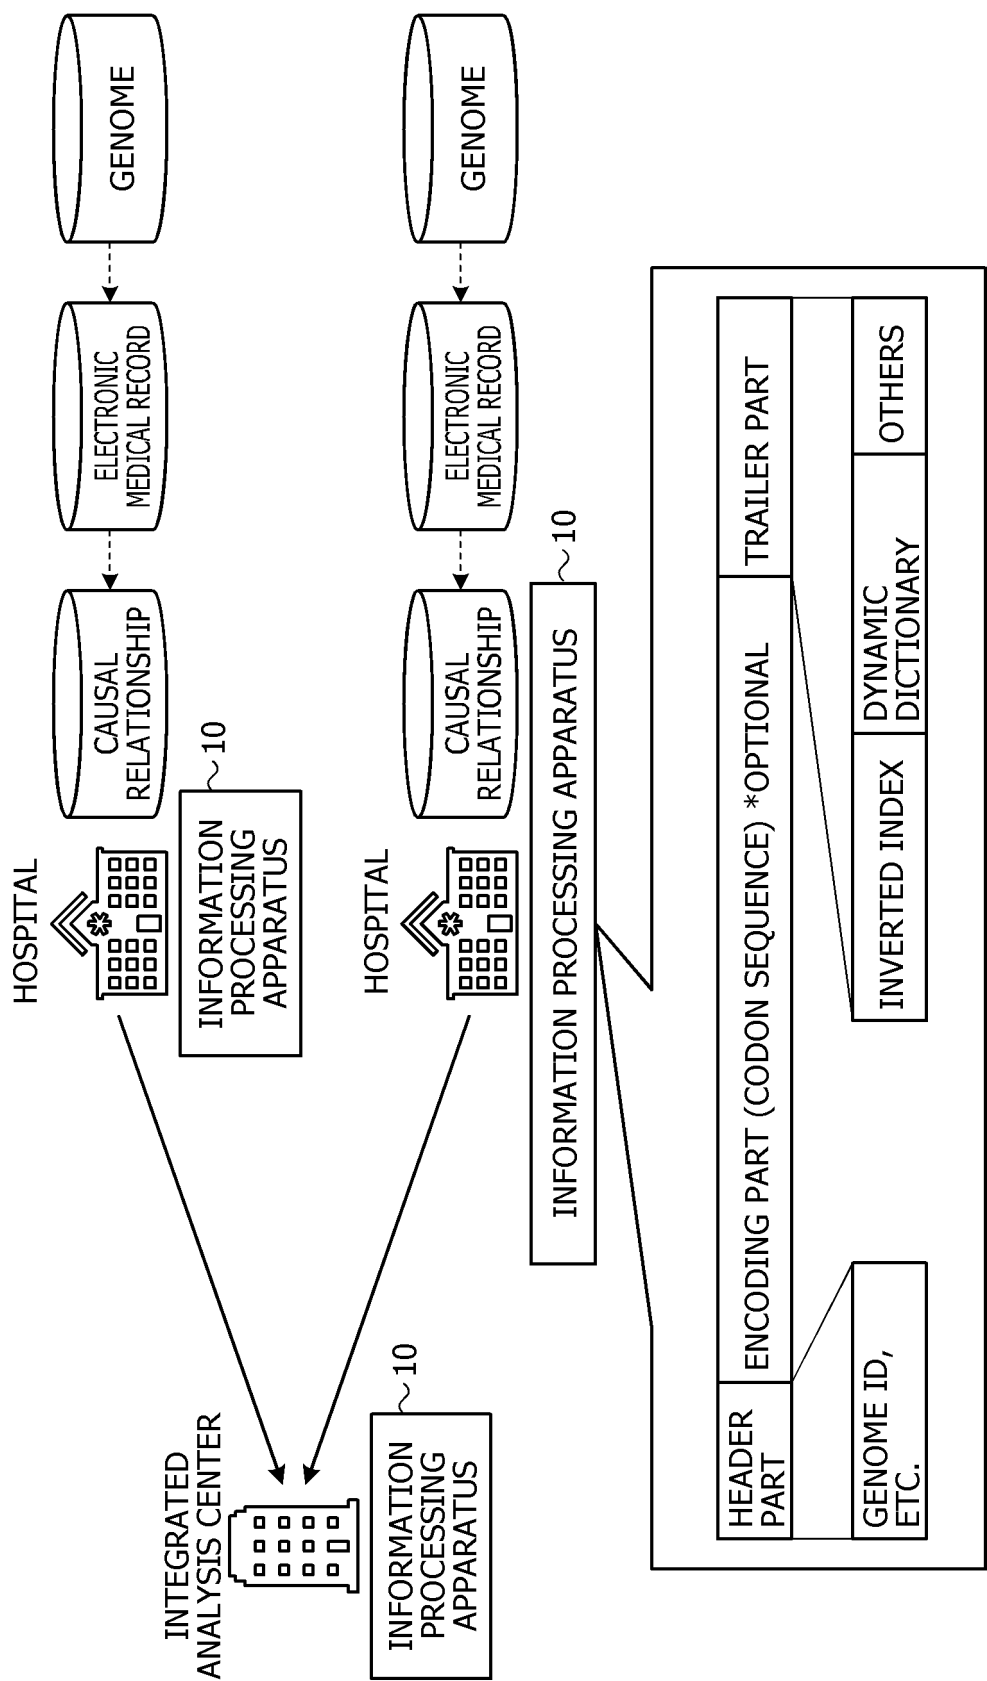 HOSPITAL
CAUSAL
RELATIONSHIP
ELECTRONIC
MEDICAL RECORD
GENOME
INFORMATION
PROCESSING
APPARATUS
10
INTEGRATED
ANALYSIS CENTER
INFORMATION
PROCESSING
APPARATUS
10
HOSPITAL
CAUSAL
RELATIONSHIP
ELECTRONIC
MEDICAL RECORD
GENOME
INFORMATION PROCESSING APPARATUS
10
HEADER
PART
ENCODING PART (CODON SEQUENCE) *OPTIONAL
TRAILER PART
GENOME ID,
ETC.
INVERTED INDEX
DYNAMIC
DICTIONARY
OTHERS